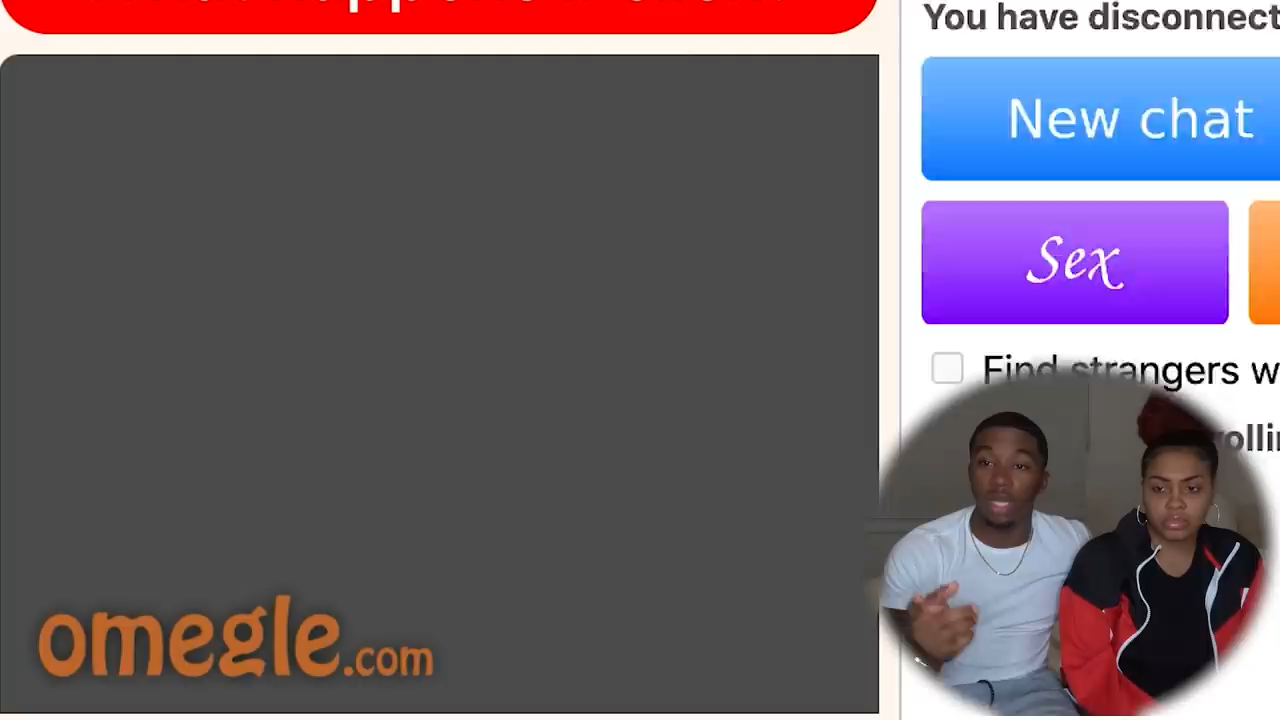 You have disconnect
New chat
Sex
Find strangers w
omegle.com